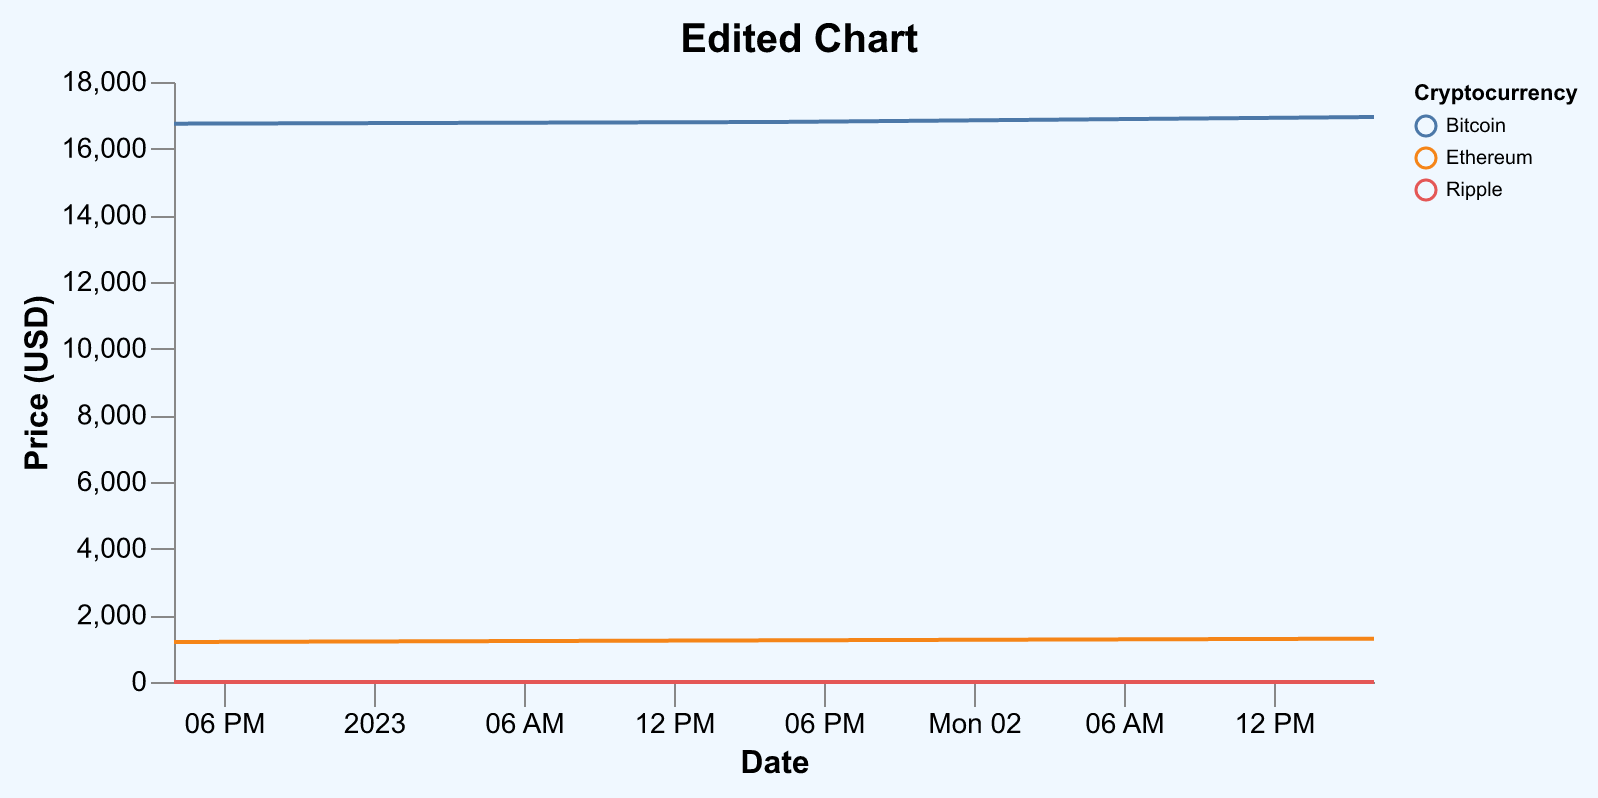 Edited Chart
Cryptocurrency
Bitcoin
Ethereum
Ripple
Price (USD)
18,000
16,000
14,000
12,000
10,000
8,000
6,000
4,000
2,000
0
06 PM 2023 06 AM 12 PM 06 PM Mon 02 06 AM 12 PM
Date